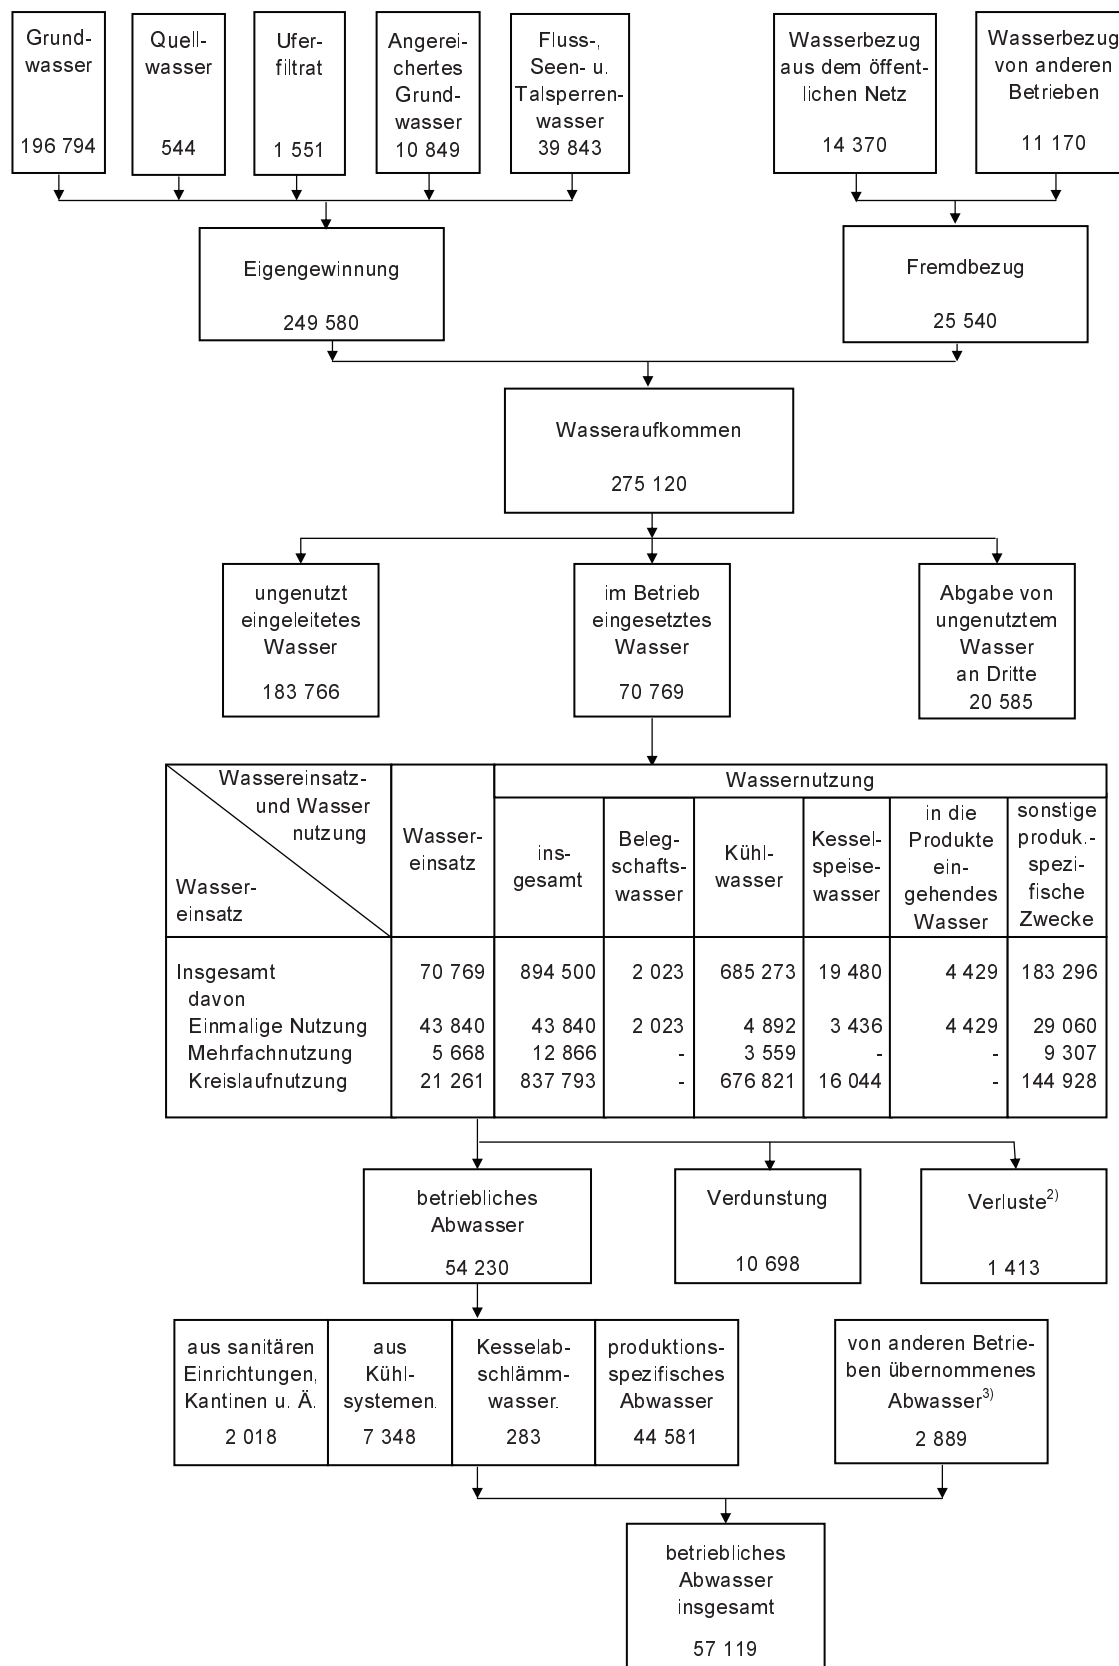 Grund-
wasser
196 794
Quell-
wasser
544
Ufer-
filtrat
1 551
Angerei-
chertes
Grund-
wasser
10 849
Fluss-,
Seen- u.
Talsperren-
wasser
39 843
Wasserbezug
aus dem öffent-
lichen Netz
14 370
Wasserbezug
von anderen
Betrieben
11 170
Eigengewinnung
249 580
Fremdbezug
25 540
Wasseraufkommen
275 120
ungenutzt
eingeleitetes
Wasser
183 766
im Betrieb
eingesetztes
Wasser
70 769
Abgabe von
ungenutztem
Wasser
an Dritte
20 585
Wassereinsatz-
und Wasser
nutzung
Wasser-
einsatz
Wasser-
einsatz
Wassernutzung
ins-
gesamt
Beleg-
schafts-
wasser
Kühl-
wasser
Kessel-
speise-
wasser
in die
Produkte
ein-
gehendes
Wasser
sonstige
produk.-
spezi-
fische
Zwecke
Insgesamt 70 769 894 500 2 023 685 273 19 480 4 429 183 296
davon
Einmalige Nutzung 43 840 43 840 2 023 4 892 3 436 4 429 29 060
Mehrfachnutzung 5 668 12 866 - 3 559 - - 9 307
Kreislaufnutzung 21 261 837 793 - 676 821 16 044 - 144 928
betriebliches
Abwasser
54 230
Verdunstung
10 698
Verluste2)
1 413
aus sanitären
Einrichtungen,
Kantinen u. Ä.
2 018
aus
Kühl-
systemen.
7 348
Kesselab-
schlämm-
wasser.
283
produktions-
spezifisches
Abwasser
44 581
von anderen Betrie-
ben übernommenes
Abwasser3)
2 889
betriebliches
Abwasser
insgesamt
57 119